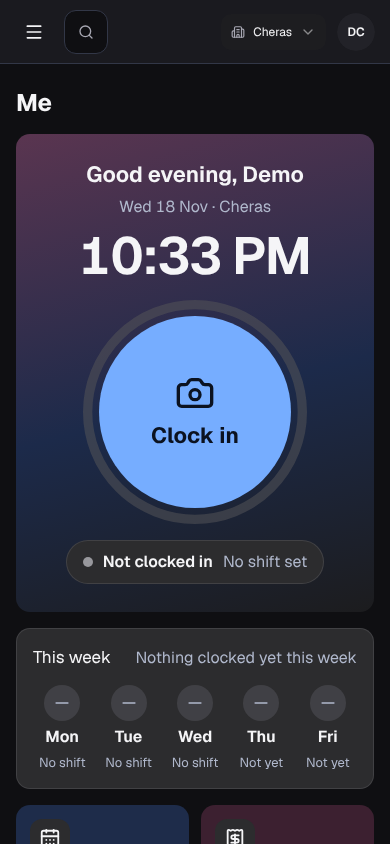 Cheras
DC
Me
Good evening, Demo
Wed 18 Nov · Cheras
10:33 PM
Clock in
Not clocked in No shift set
This week Nothing clocked yet this week
Mon Tue Wed Thu Fri
No shift No shift No shift Not yet Not yet